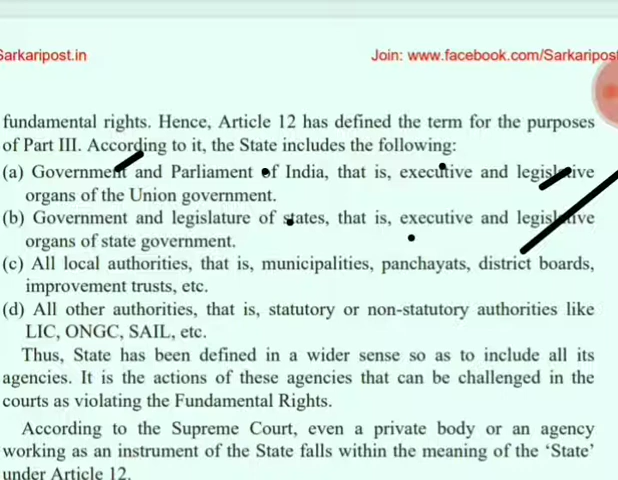 Sarkaripost.in
Join: www.facebook.com/Sarkaripost
fundamental rights. Hence, Article 12 has defined the term for the purposes
of Part III. According to it, the State includes the following:
(a) Government and Parliament of India, that is, executive and legislative
organs of the Union government.
(b) Government and legislature of states, that is, executive and legislative
organs of state government.
(c) All local authorities, that is, municipalities, panchayats, district boards,
improvement trusts, etc.
(d) All other authorities, that is, statutory or non-statutory authorities like
LIC, ONGC, SAIL, etc.
Thus, State has been defined in a wider sense so as to include all its
agencies. It is the actions of these agencies that can be challenged in the
courts as violating the Fundamental Rights.
According to the Supreme Court, even a private body or an agency
working as an instrument of the State falls within the meaning of the ‘State’
under Article 12.